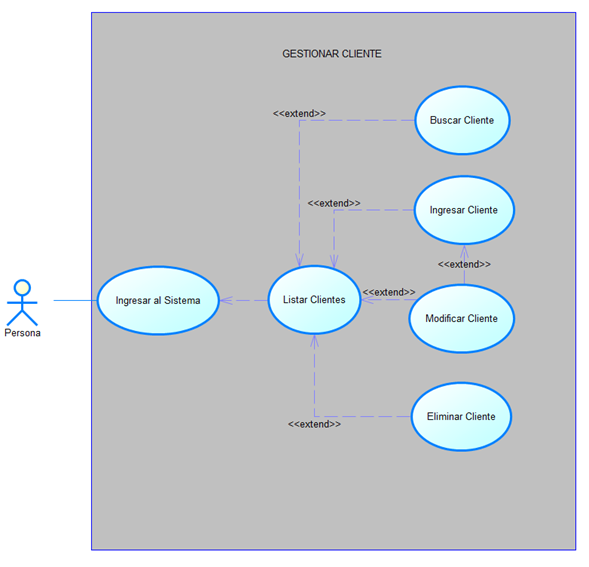 GESTIONAR CLIENTE
<<extend>>
Buscar Cliente
<<extend>>
Ingresar Cliente
<<extend>>
Ingresar al Sistema
Listar Clientes
<<extend>>
Modificar Cliente
Persona
Eliminar Cliente
<<extend>>